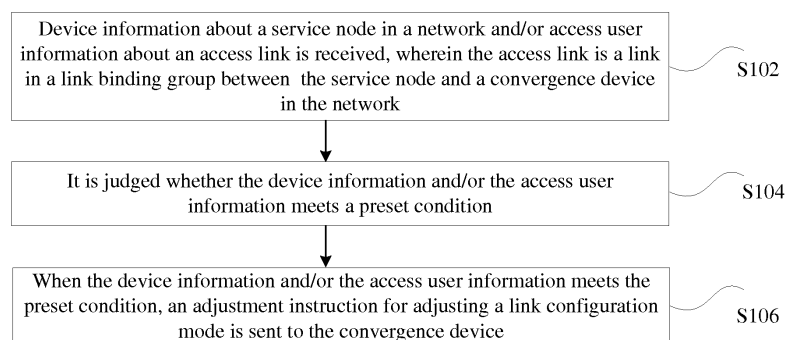 Device information about a service node in a network and/or access user
information about an access link is received, wherein the access link is a link
in a link binding group between the service node and a convergence device
in the network
S102
It is judged whether the device information and/or the access user
information meets a preset condition
S104
When the device information and/or the access user information meets the
preset condition, an adjustment instruction for adjusting a link configuration
mode is sent to the convergence device
S106